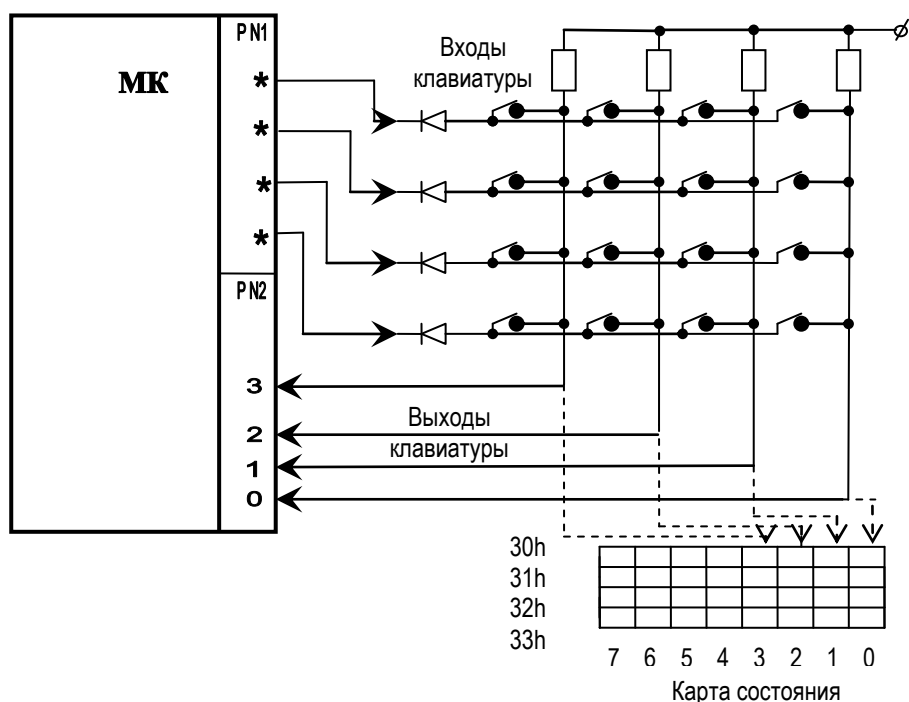 PN1
МК
*
*
*
*
Входы
клавиатуры
PN2
3
2
1
0
Выходы
клавиатуры
30h
31h
32h
33h
7 6 5 4 3 2 1 0
Карта состояния